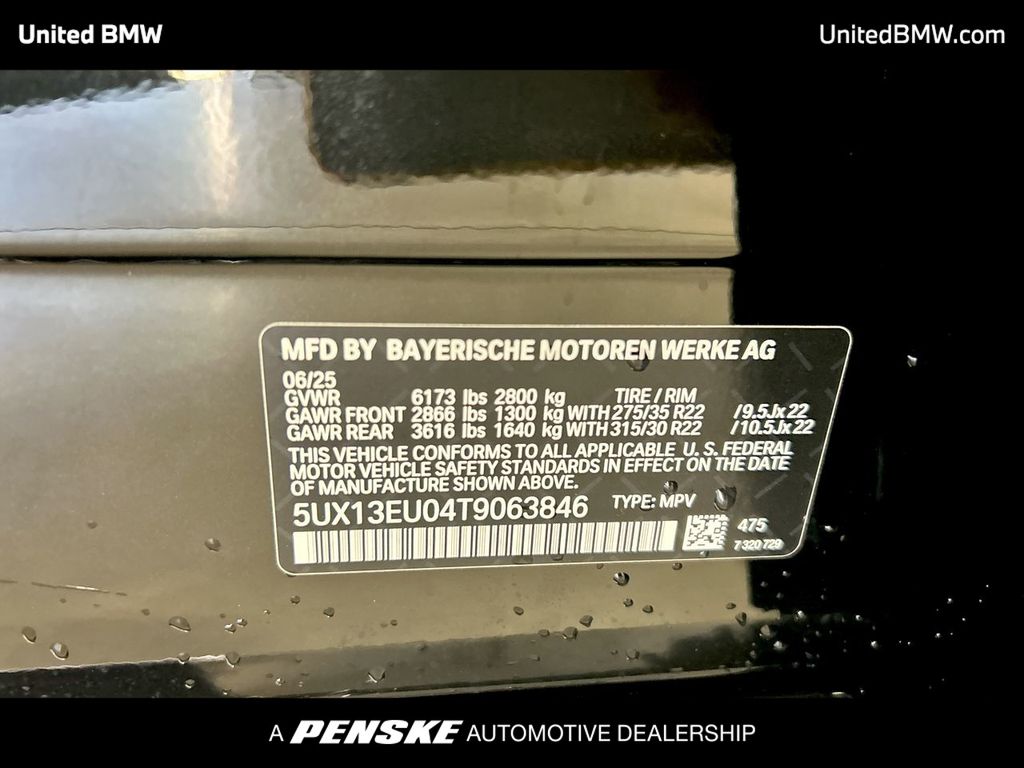 United BMW
UnitedBMW.com
MFD BY BAYERISCHE MOTOREN WERKE AG
06/25
GVWR 6173 lbs 2800 kg TIRE / RIM
GAWR FRONT 2866 lbs 1300 kg WITH 275/35 R22 /9.5Jx22
GAWR REAR 3616 lbs 1640 kg WITH 315/30 R22 /10.5Jx22
THIS VEHICLE CONFORMS TO ALL APPLICABLE U.S. FEDERAL
MOTOR VEHICLE SAFETY STANDARDS IN EFFECT ON THE DATE
OF MANUFACTURE SHOWN ABOVE.
5UX13EU04T9063846 TYPE: MPV
475
7 320 729
A PENSKE AUTOMOTIVE DEALERSHIP